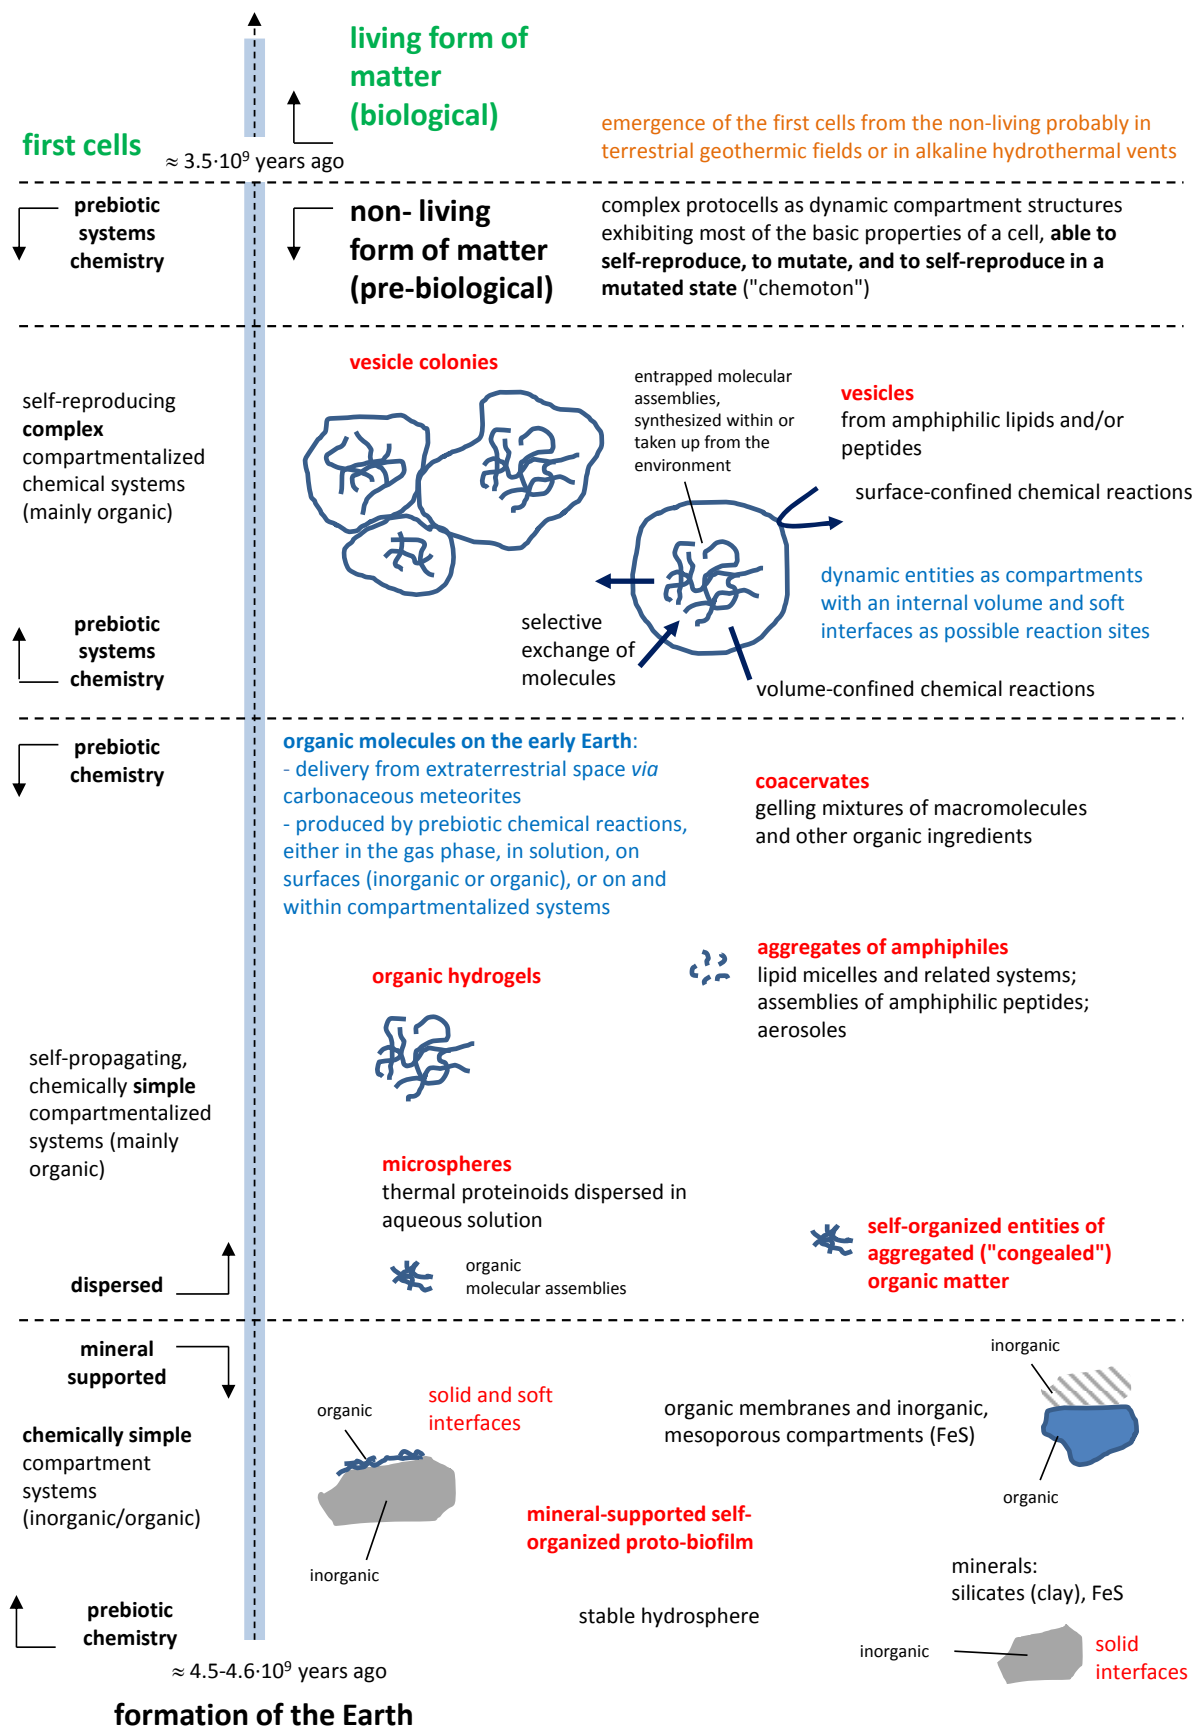 living form of
matter
(biological)
first cells
≈ 3.5·10⁹ years ago
emergence of the first cells from the non-living probably in
terrestrial geothermic fields or in alkaline hydrothermal vents
prebiotic
systems
chemistry
non- living
form of matter
(pre-biological)
complex protocells as dynamic compartment structures
exhibiting most of the basic properties of a cell, able to
self-reproduce, to mutate, and to self-reproduce in a
mutated state ("chemoton")
self-reproducing
complex
compartmentalized
chemical systems
(mainly organic)
vesicle colonies
entrapped molecular
assemblies,
synthesized within or
taken up from the
environment
vesicles
from amphiphilic lipids and/or
peptides
surface-confined chemical reactions
dynamic entities as compartments
with an internal volume and soft
interfaces as possible reaction sites
selective
exchange of
molecules
volume-confined chemical reactions
prebiotic
systems
chemistry
prebiotic
chemistry
organic molecules on the early Earth:
- delivery from extraterrestrial space via
carbonaceous meteorites
- produced by prebiotic chemical reactions,
either in the gas phase, in solution, on
surfaces (inorganic or organic), or on and
within compartmentalized systems
coacervates
gelling mixtures of macromolecules
and other organic ingredients
organic hydrogels
aggregates of amphiphiles
lipid micelles and related systems;
assemblies of amphiphilic peptides;
aerosoles
self-propagating,
chemically simple
compartmentalized
systems (mainly
organic)
microspheres
thermal proteinoids dispersed in
aqueous solution
organic
molecular assemblies
self-organized entities of
aggregated ("congealed")
organic matter
dispersed
mineral
supported
chemically simple
compartment
systems
(inorganic/organic)
organic
solid and soft
interfaces
inorganic
organic membranes and inorganic,
mesoporous compartments (FeS)
inorganic
organic
mineral-supported self-
organized proto-biofilm
minerals:
silicates (clay), FeS
stable hydrosphere
inorganic
solid
interfaces
prebiotic
chemistry
≈ 4.5-4.6·10⁹ years ago
formation of the Earth